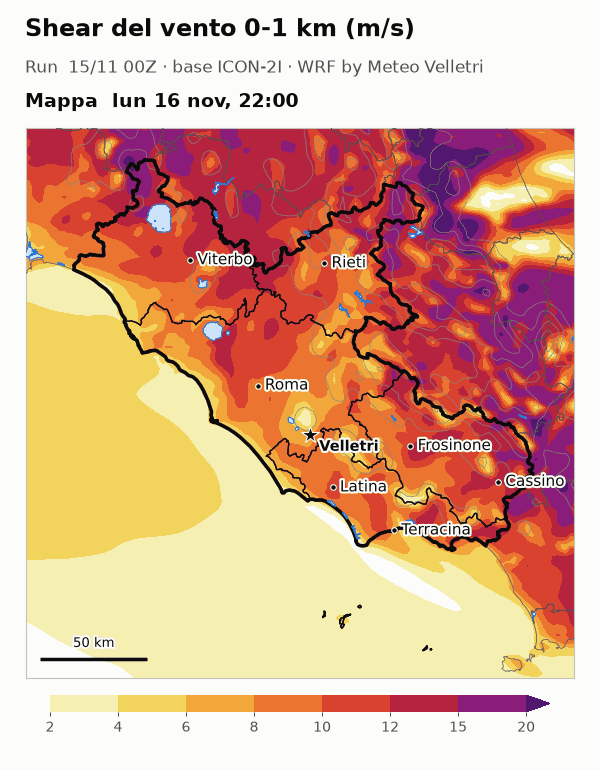 Shear del vento 0-1 km (m/s)
Run  15/11 00Z · base ICON-2I · WRF by Meteo Velletri
Mappa  lun 16 nov, 22:00
Viterbo
Rieti
Roma
Velletri
Frosinone
Latina
Cassino
Terracina
50 km
2 4 6 8 10 12 15 20